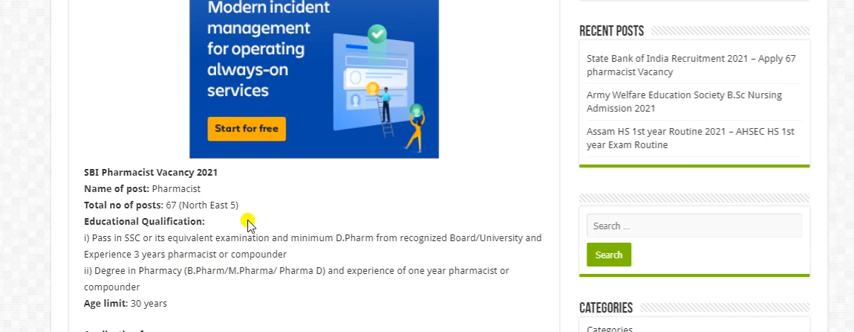 Modern incident
management
for operating
always-on
services
Start for free
SBI Pharmacist Vacancy 2021
Name of post: Pharmacist
Total no of posts: 67 (North East 5)
Educational Qualification:
i) Pass in SSC or its equivalent examination and minimum D.Pharm from recognized Board/University and
Experience 3 years pharmacist or compounder
ii) Degree in Pharmacy (B.Pharm/M.Pharma/ Pharma D) and experience of one year pharmacist or
compounder
Age limit: 30 years
RECENT POSTS
State Bank of India Recruitment 2021 – Apply 67
pharmacist Vacancy
Army Welfare Education Society B.Sc Nursing
Admission 2021
Assam HS 1st year Routine 2021 – AHSEC HS 1st
year Exam Routine
Search ...
Search
CATEGORIES
Categories